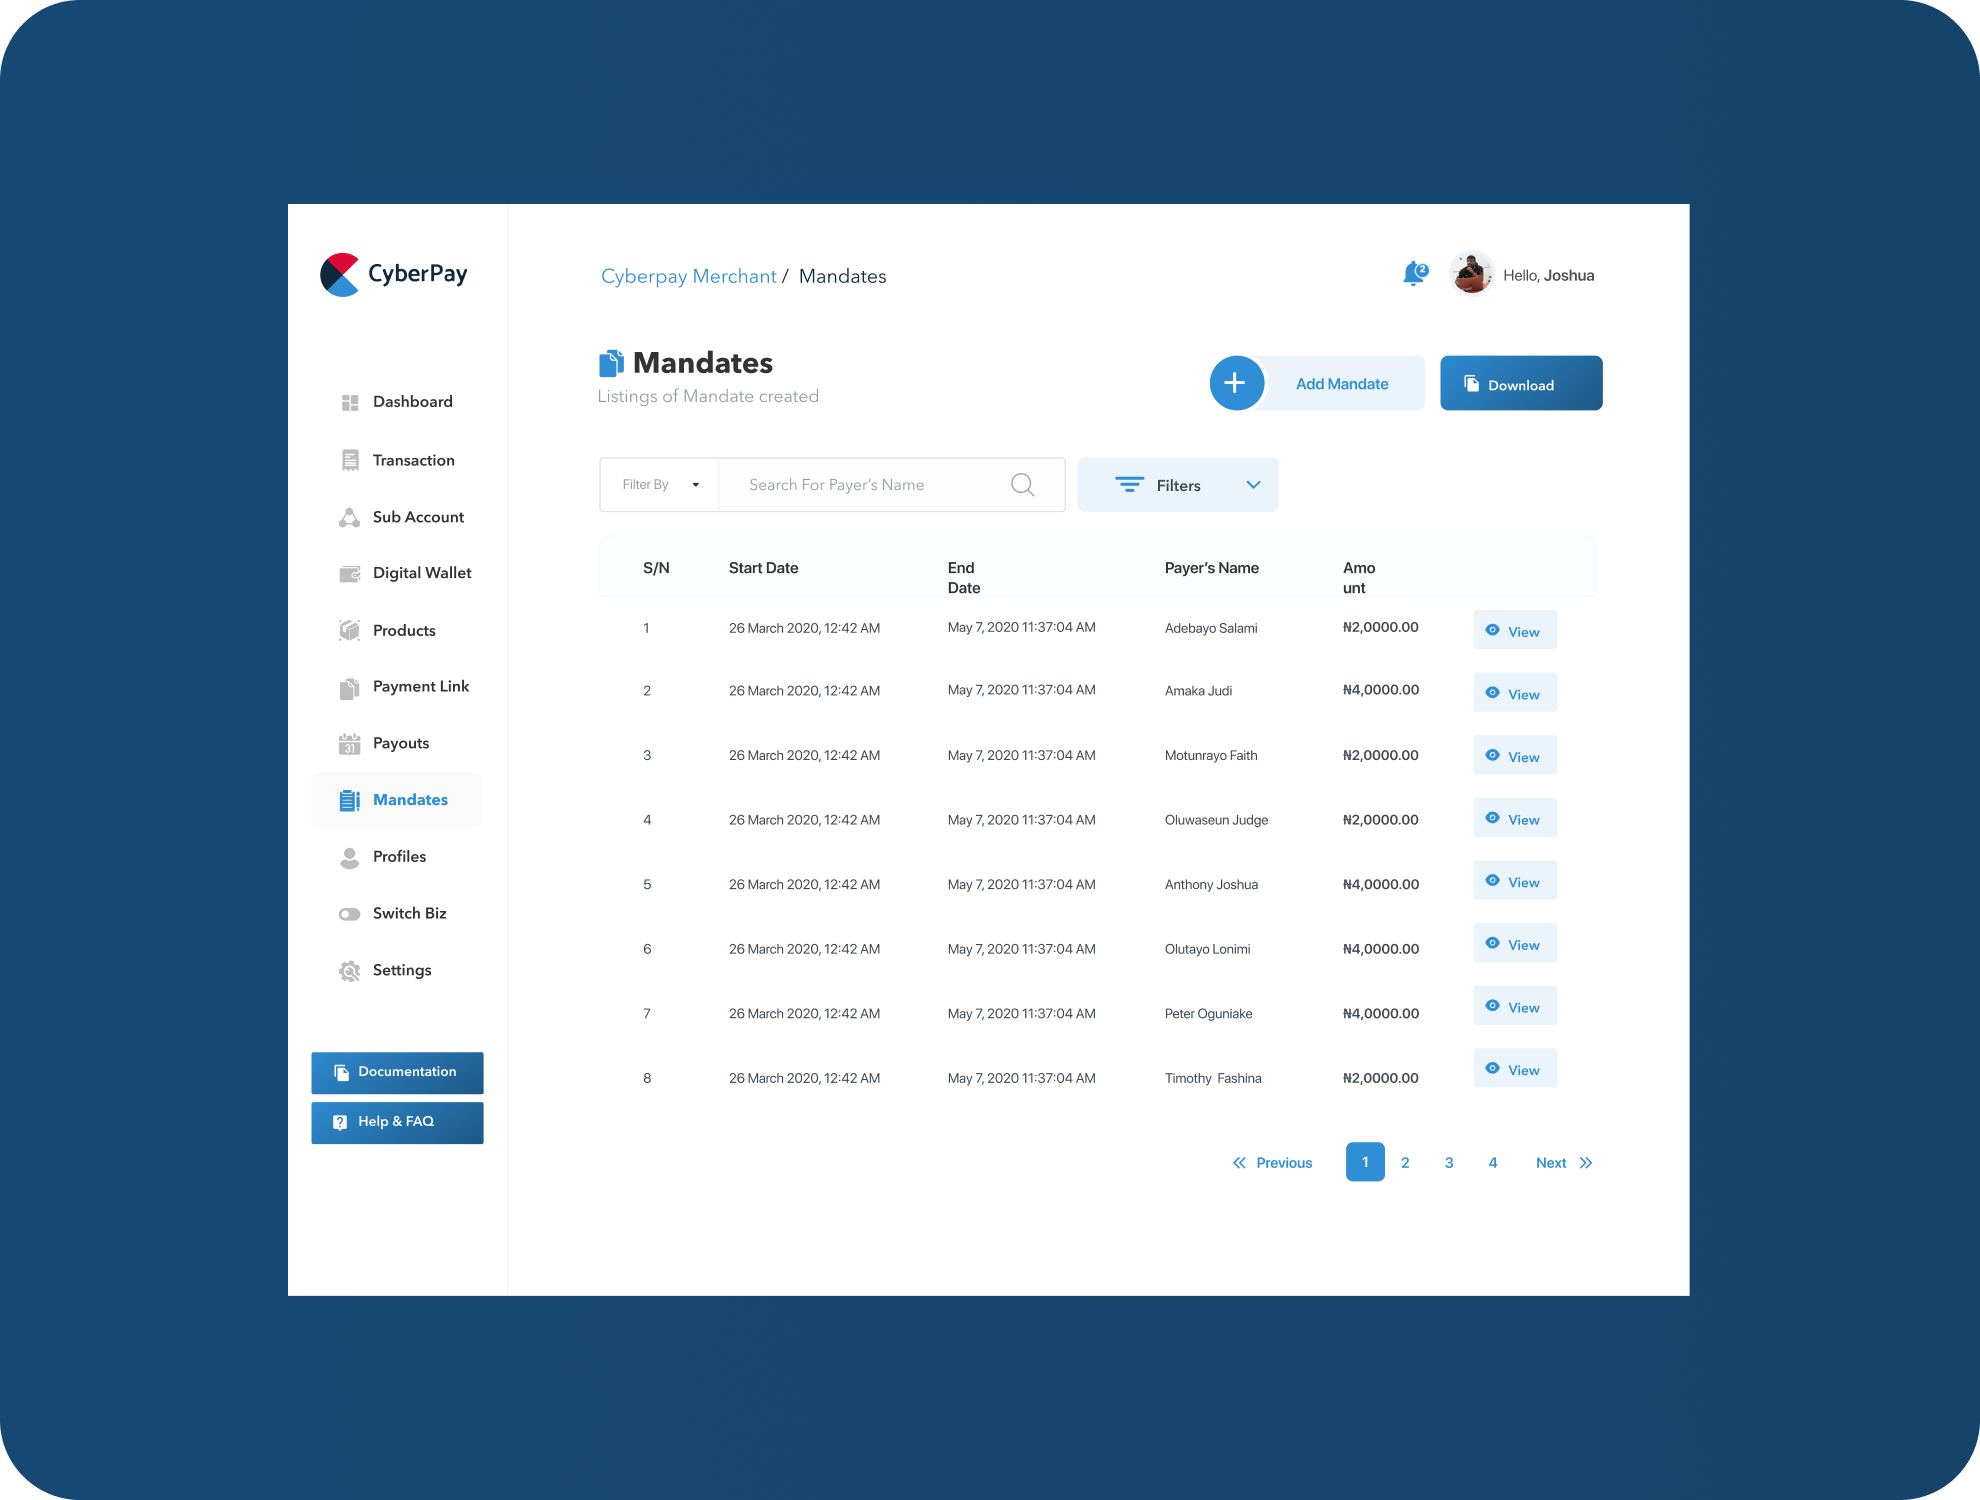 CyberPay
Cyberpay Merchant / Mandates
2
Hello, Joshua
Dashboard
Transaction
Sub Account
Digital Wallet
Products
Payment Link
31
Payouts
Mandates
Profiles
Switch Biz
Settings
Documentation
? Help & FAQ
Mandates
Listings of Mandate created
Add Mandate
Download
Filter By
Search For Payer's Name
Filters
S/N Start Date End Date Payer's Name Amo unt
1 26 March 2020, 12:42 AM May 7, 2020 11:37:04 AM Adebayo Salami ₦2,0000.00 View
2 26 March 2020, 12:42 AM May 7, 2020 11:37:04 AM Amaka Judi ₦4,0000.00 View
3 26 March 2020, 12:42 AM May 7, 2020 11:37:04 AM Motunrayo Faith ₦2,0000.00 View
4 26 March 2020, 12:42 AM May 7, 2020 11:37:04 AM Oluwaseun Judge ₦2,0000.00 View
5 26 March 2020, 12:42 AM May 7, 2020 11:37:04 AM Anthony Joshua ₦4,0000.00 View
6 26 March 2020, 12:42 AM May 7, 2020 11:37:04 AM Olutayo Lonimi ₦4,0000.00 View
7 26 March 2020, 12:42 AM May 7, 2020 11:37:04 AM Peter Oguniake ₦4,0000.00 View
8 26 March 2020, 12:42 AM May 7, 2020 11:37:04 AM Timothy Fashina ₦2,0000.00 View
Previous 1 2 3 4 Next